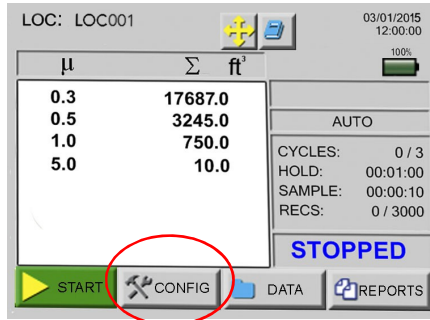 LOC: LOC001
03/01/2015
12:00:00
100%
μ Σ ft³
0.3 17687.0
0.5 3245.0
1.0 750.0
5.0 10.0
AUTO
CYCLES: 0 / 3
HOLD: 00:01:00
SAMPLE: 00:00:10
RECS: 0 / 3000
STOPPED
START CONFIG DATA REPORTS